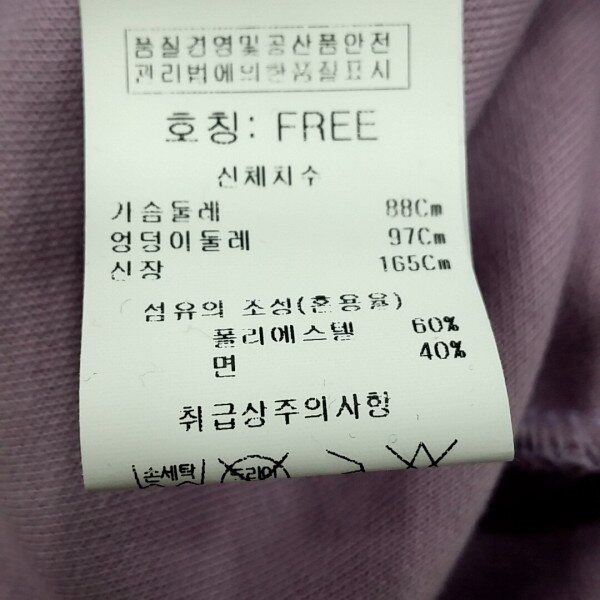 품질경영및공산품안전
관리법에의한품질표시
호칭: FREE
신체치수
가슴둘레 88Cm
엉덩이둘레 97Cm
신장 165Cm
섬유의 조성(혼용율)
폴리에스텔 60%
면 40%
취급상주의사항
손세탁 드라이